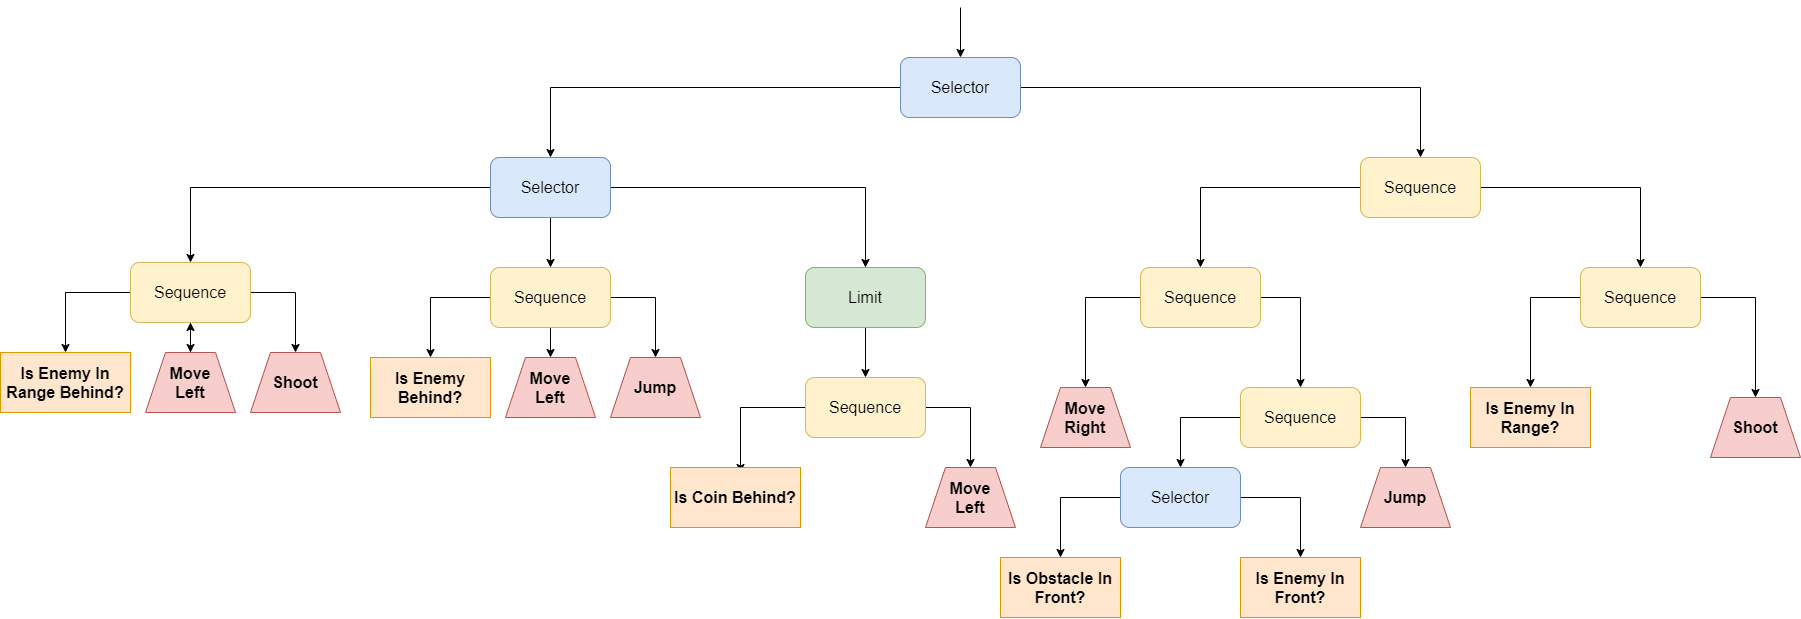 Selector
Selector
Sequence
Sequence
Sequence
Limit
Sequence
Sequence
Is Enemy In
Range Behind?
Move
Left
Shoot
Is Enemy
Behind?
Move
Left
Jump
Sequence
Move
Right
Sequence
Is Enemy In
Range?
Shoot
Is Coin Behind?
Move
Left
Selector
Jump
Is Obstacle In
Front?
Is Enemy In
Front?